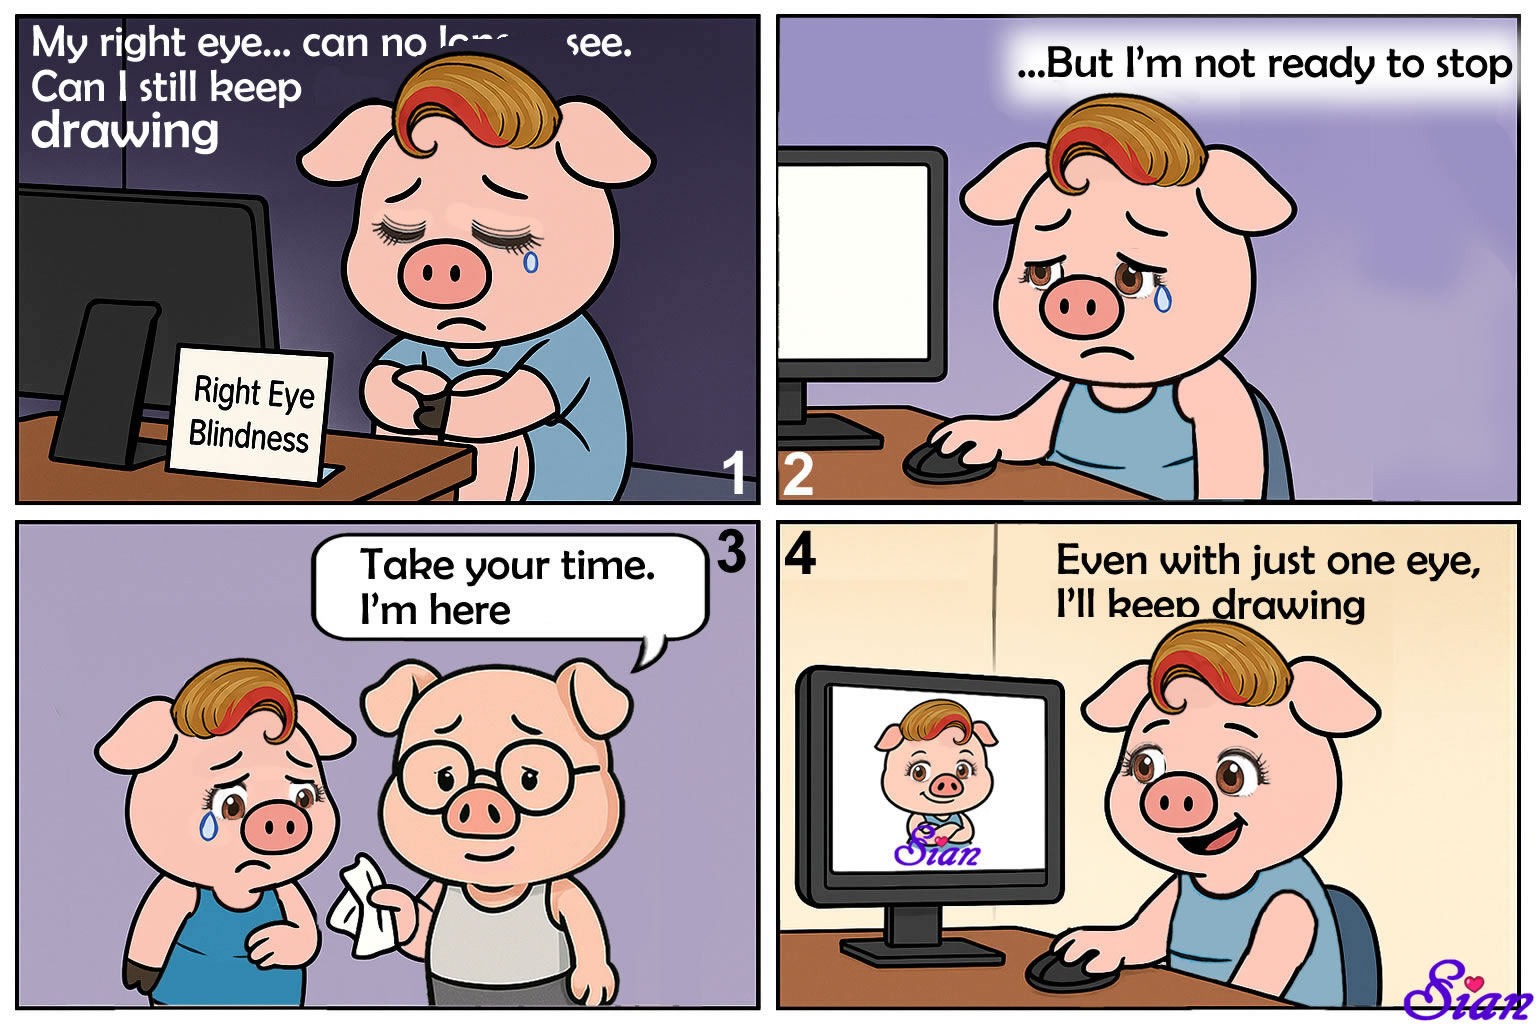 My right eye... can no see.
Can I still keep
drawing
Right Eye
Blindness
1
...But I'm not ready to stop
2
Take your time.
I'm here
3
4
Even with just one eye,
I'll keep drawing
Sian
Sian